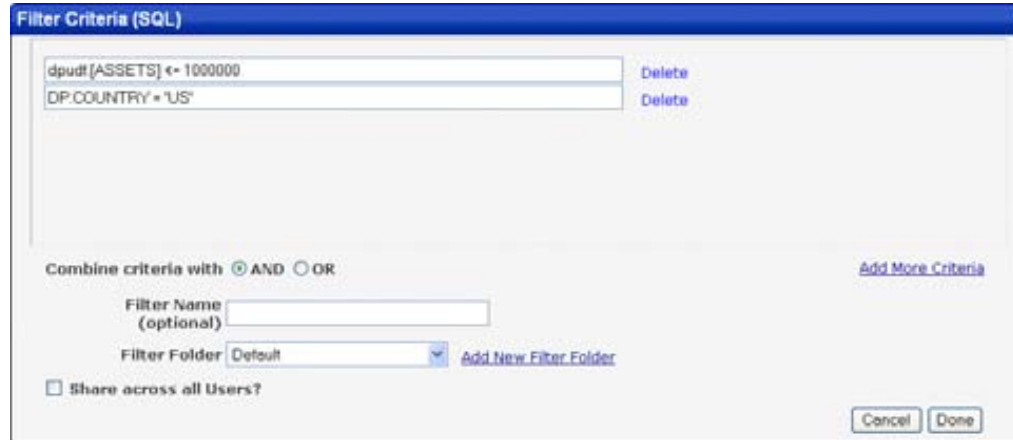 Filter Criteria (SQL)
dpudf.[ASSETS] <= 1000000 Delete
DP.COUNTRY = 'US' Delete
Combine criteria with AND OR Add More Criteria
Filter Name
(optional)
Filter Folder Default Add New Filter Folder
Share across all Users?
Cancel Done